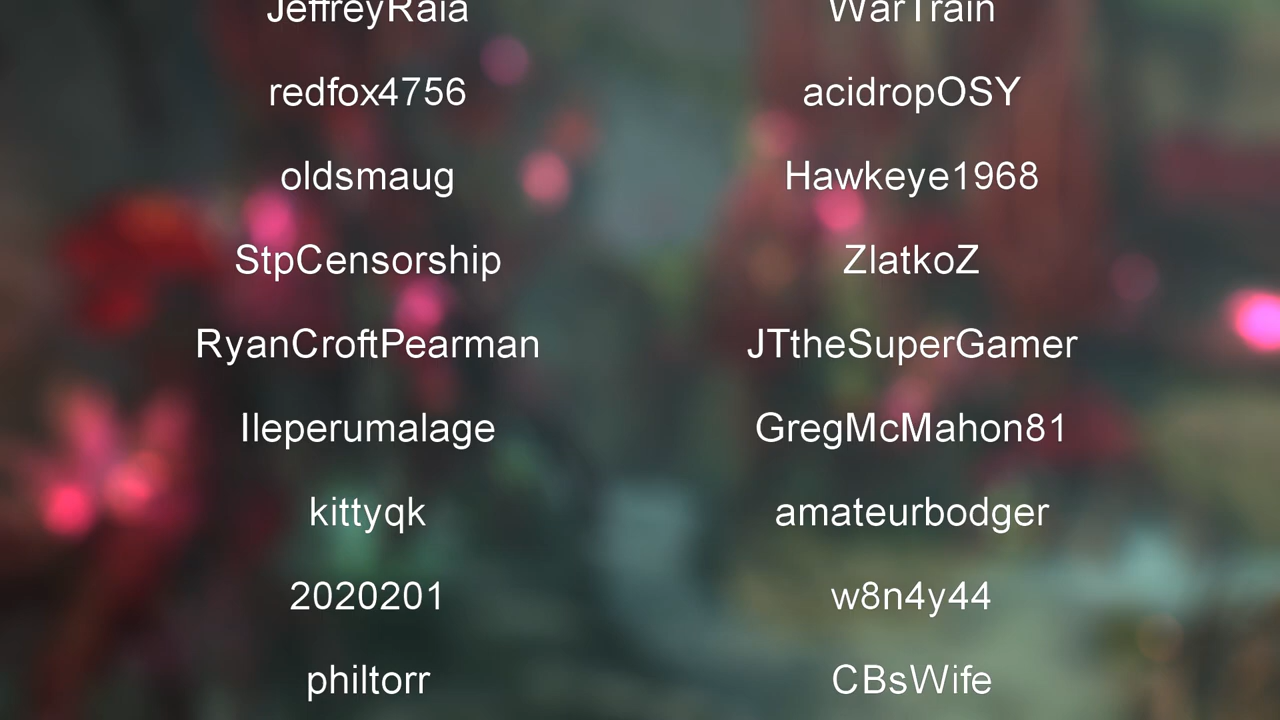 JeffreyRaia WarTrain
redfox4756 acidropOSY
oldsmaug Hawkeye1968
StpCensorship ZlatkoZ
RyanCroftPearman JTtheSuperGamer
Ileperumalage GregMcMahon81
kittyqk amateurbodger
2020201 w8n4y44
philtorr CBsWife